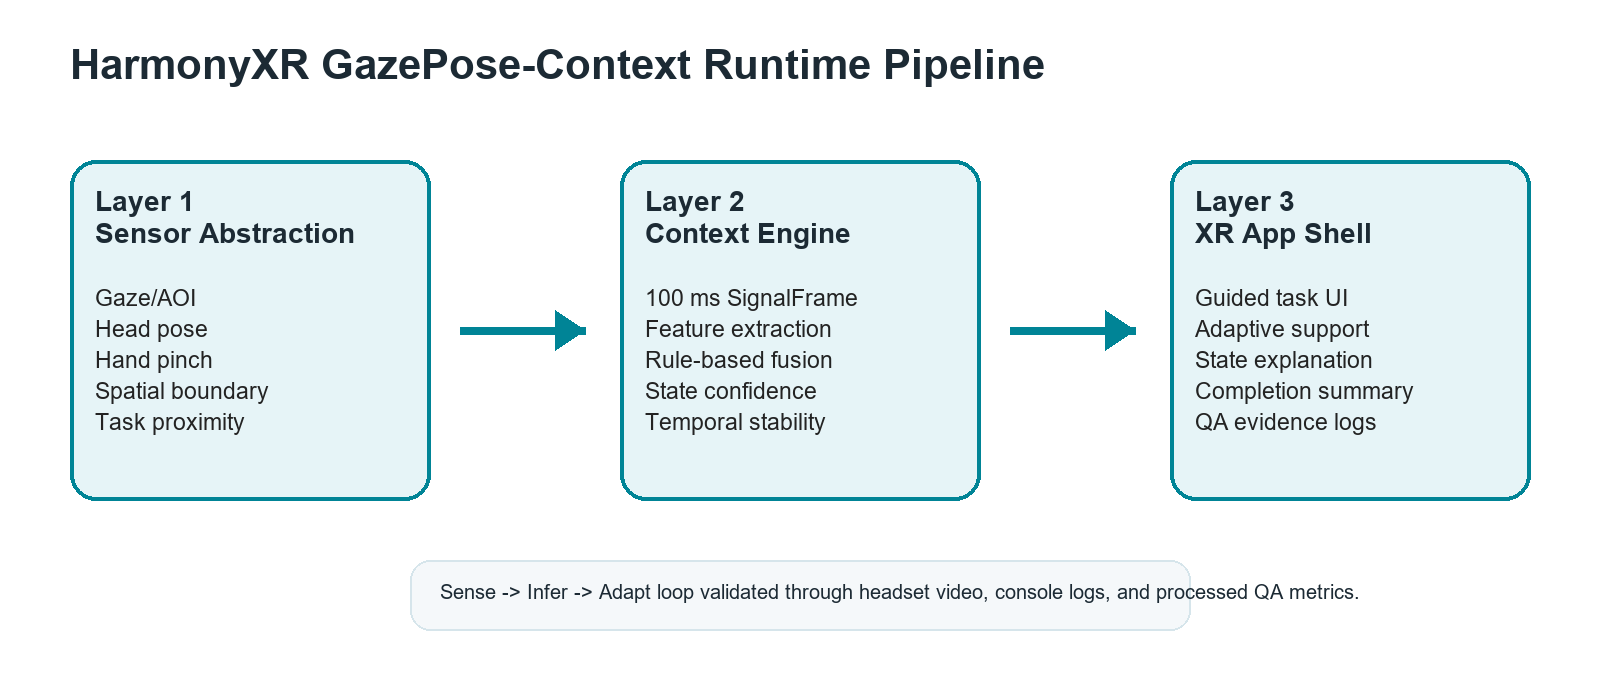 HarmonyXR GazePose-Context Runtime Pipeline
Layer 1
Sensor Abstraction
Gaze/AOI
Head pose
Hand pinch
Spatial boundary
Task proximity
Layer 2
Context Engine
100 ms SignalFrame
Feature extraction
Rule-based fusion
State confidence
Temporal stability
Layer 3
XR App Shell
Guided task UI
Adaptive support
State explanation
Completion summary
QA evidence logs
Sense -> Infer -> Adapt loop validated through headset video, console logs, and processed QA metrics.